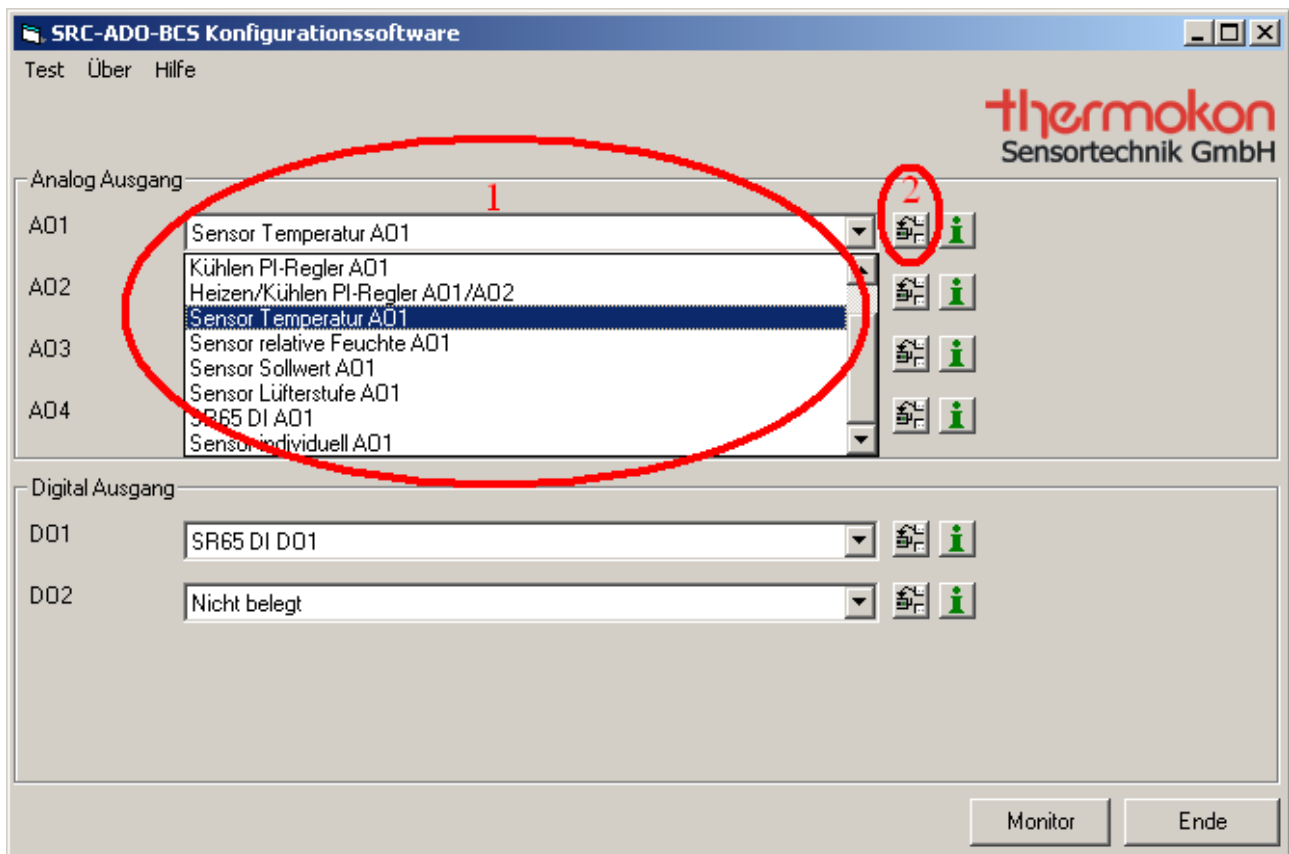 SRC-ADO-BCS Konfigurationssoftware
Test Über Hilfe
thermokon
Sensortechnik GmbH
Analog Ausgang
1
2
AO1
Sensor Temperatur AO1
Kühlen PI-Regler AO1
AO2
Heizen/Kühlen PI-Regler AO1/AO2
Sensor Temperatur AO1
AO3
Sensor relative Feuchte AO1
Sensor Sollwert AO1
Sensor Lüfterstufe AO1
AO4
SR65 DI AO1
Sensor individuell AO1
Digital Ausgang
DO1
SR65 DI DO1
DO2
Nicht belegt
Monitor
Ende